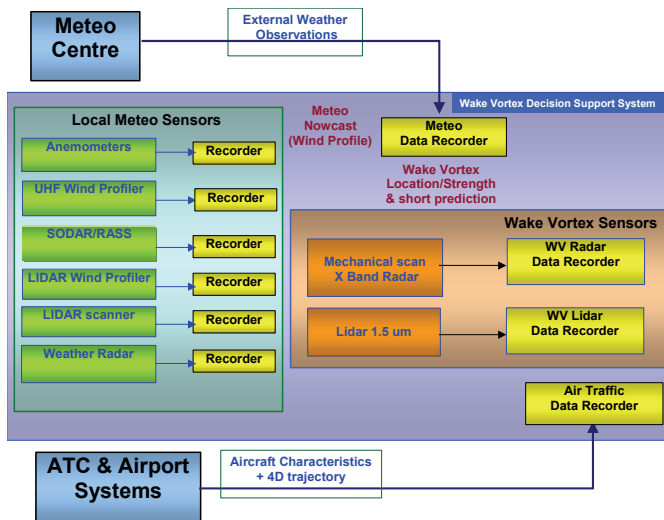 Meteo
Centre
External Weather
Observations
Wake Vortex Decision Support System
Local Meteo Sensors
Anemometers
Recorder
UHF Wind Profiler
Recorder
SODAR/RASS
Recorder
LIDAR Wind Profiler
Recorder
LIDAR scanner
Recorder
Weather Radar
Recorder
Meteo
Nowcast
(Wind Profile)
Meteo
Data Recorder
Wake Vortex
Location/Strength
& short prediction
Wake Vortex Sensors
Mechanical scan
X Band Radar
WV Radar
Data Recorder
Lidar 1.5 um
WV Lidar
Data Recorder
Air Traffic
Data Recorder
ATC & Airport
Systems
Aircraft Characteristics
+ 4D trajectory